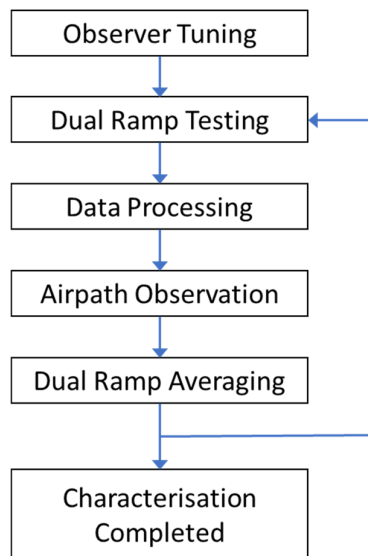 Observer Tuning
Dual Ramp Testing
Data Processing
Airpath Observation
Dual Ramp Averaging
Characterisation
Completed